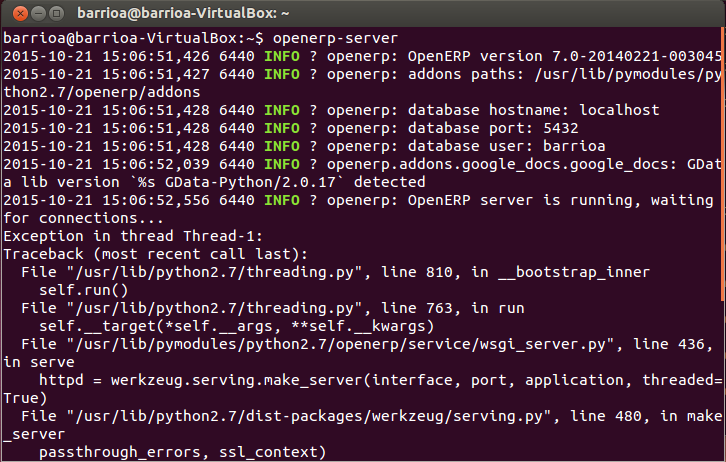 barrioa@barrioa-VirtualBox: ~
barrioa@barrioa-VirtualBox:~$ openerp-server
2015-10-21 15:06:51,426 6440 INFO ? openerp: OpenERP version 7.0-20140221-003045
2015-10-21 15:06:51,427 6440 INFO ? openerp: addons paths: /usr/lib/pymodules/py
thon2.7/openerp/addons
2015-10-21 15:06:51,428 6440 INFO ? openerp: database hostname: localhost
2015-10-21 15:06:51,428 6440 INFO ? openerp: database port: 5432
2015-10-21 15:06:51,428 6440 INFO ? openerp: database user: barrioa
2015-10-21 15:06:52,039 6440 INFO ? openerp.addons.google_docs.google_docs: GDat
a lib version `%s GData-Python/2.0.17` detected
2015-10-21 15:06:52,556 6440 INFO ? openerp: OpenERP server is running, waiting
for connections...
Exception in thread Thread-1:
Traceback (most recent call last):
  File "/usr/lib/python2.7/threading.py", line 810, in __bootstrap_inner
    self.run()
  File "/usr/lib/python2.7/threading.py", line 763, in run
    self.__target(*self.__args, **self.__kwargs)
  File "/usr/lib/pymodules/python2.7/openerp/service/wsgi_server.py", line 436,
in serve
    httpd = werkzeug.serving.make_server(interface, port, application, threaded=
True)
  File "/usr/lib/python2.7/dist-packages/werkzeug/serving.py", line 480, in make
_server
    passthrough_errors, ssl_context)